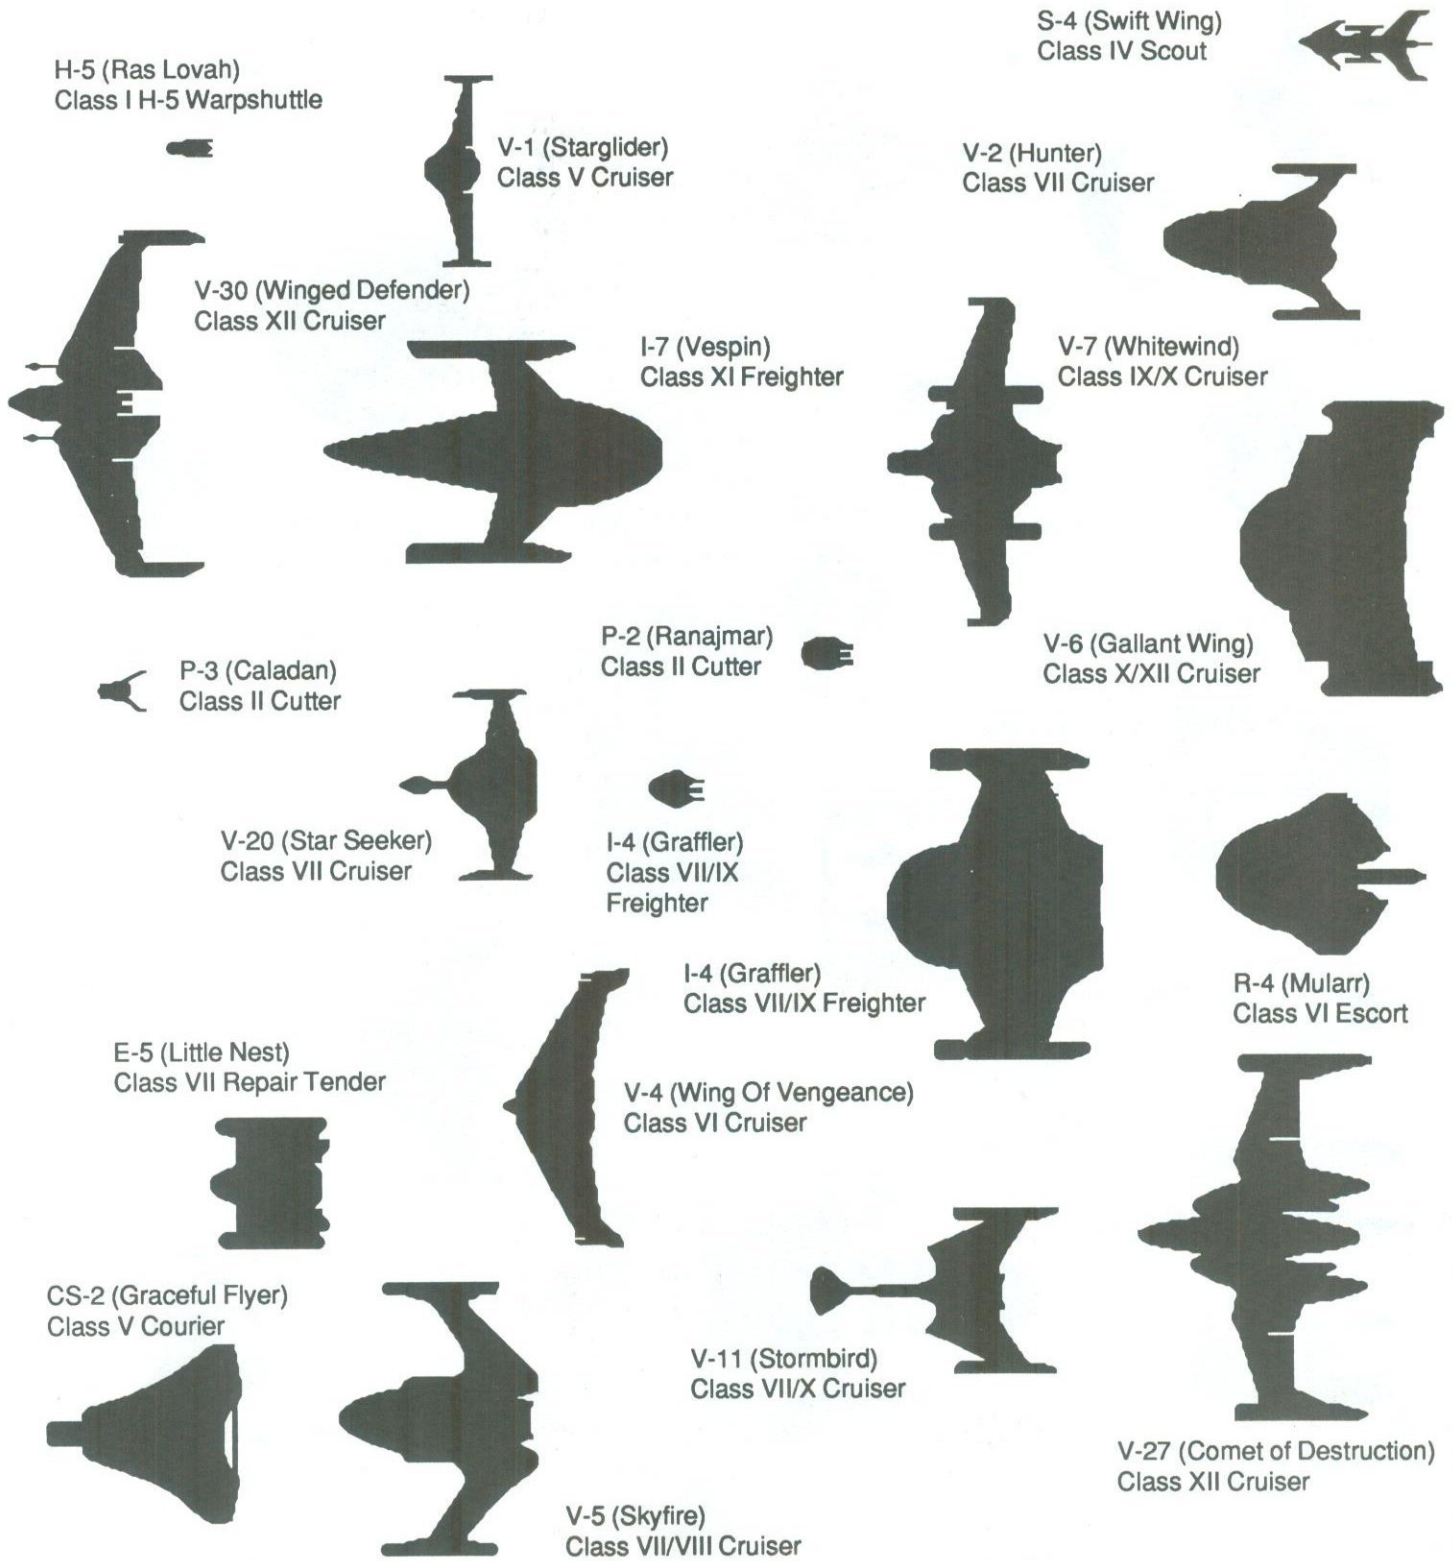 S-4 (Swift Wing)
Class IV Scout
H-5 (Ras Lovah)
Class I H-5 Warpshuttle
V-1 (Starglider)
Class V Cruiser
V-2 (Hunter)
Class VII Cruiser
V-30 (Winged Defender)
Class XII Cruiser
I-7 (Vespin)
Class XI Freighter
V-7 (Whitewind)
Class IX/X Cruiser
P-2 (Ranajmar)
Class II Cutter
V-6 (Gallant Wing)
Class X/XII Cruiser
P-3 (Caladan)
Class II Cutter
V-20 (Star Seeker)
Class VII Cruiser
I-4 (Graffler)
Class VII/IX
Freighter
I-4 (Graffler)
Class VII/IX Freighter
R-4 (Mularr)
Class VI Escort
E-5 (Little Nest)
Class VII Repair Tender
V-4 (Wing Of Vengeance)
Class VI Cruiser
CS-2 (Graceful Flyer)
Class V Courier
V-11 (Stormbird)
Class VII/X Cruiser
V-27 (Comet of Destruction)
Class XII Cruiser
V-5 (Skyfire)
Class VII/VIII Cruiser